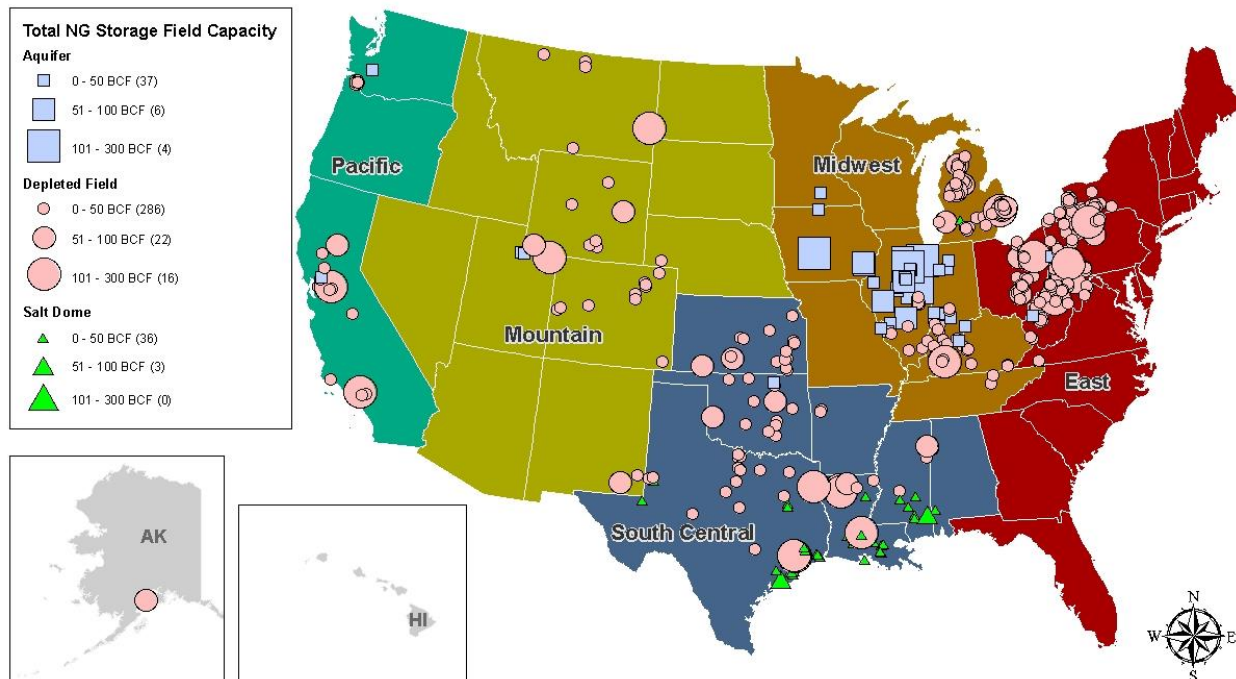 Total NG Storage Field Capacity
Aquifer
0 - 50 BCF (37)
51 - 100 BCF (6)
101 - 300 BCF (4)
Depleted Field
0 - 50 BCF (286)
51 - 100 BCF (22)
101 - 300 BCF (16)
Salt Dome
0 - 50 BCF (36)
51 - 100 BCF (3)
101 - 300 BCF (0)
Pacific
Midwest
Mountain
East
South Central
AK
HI
N
W
E
S